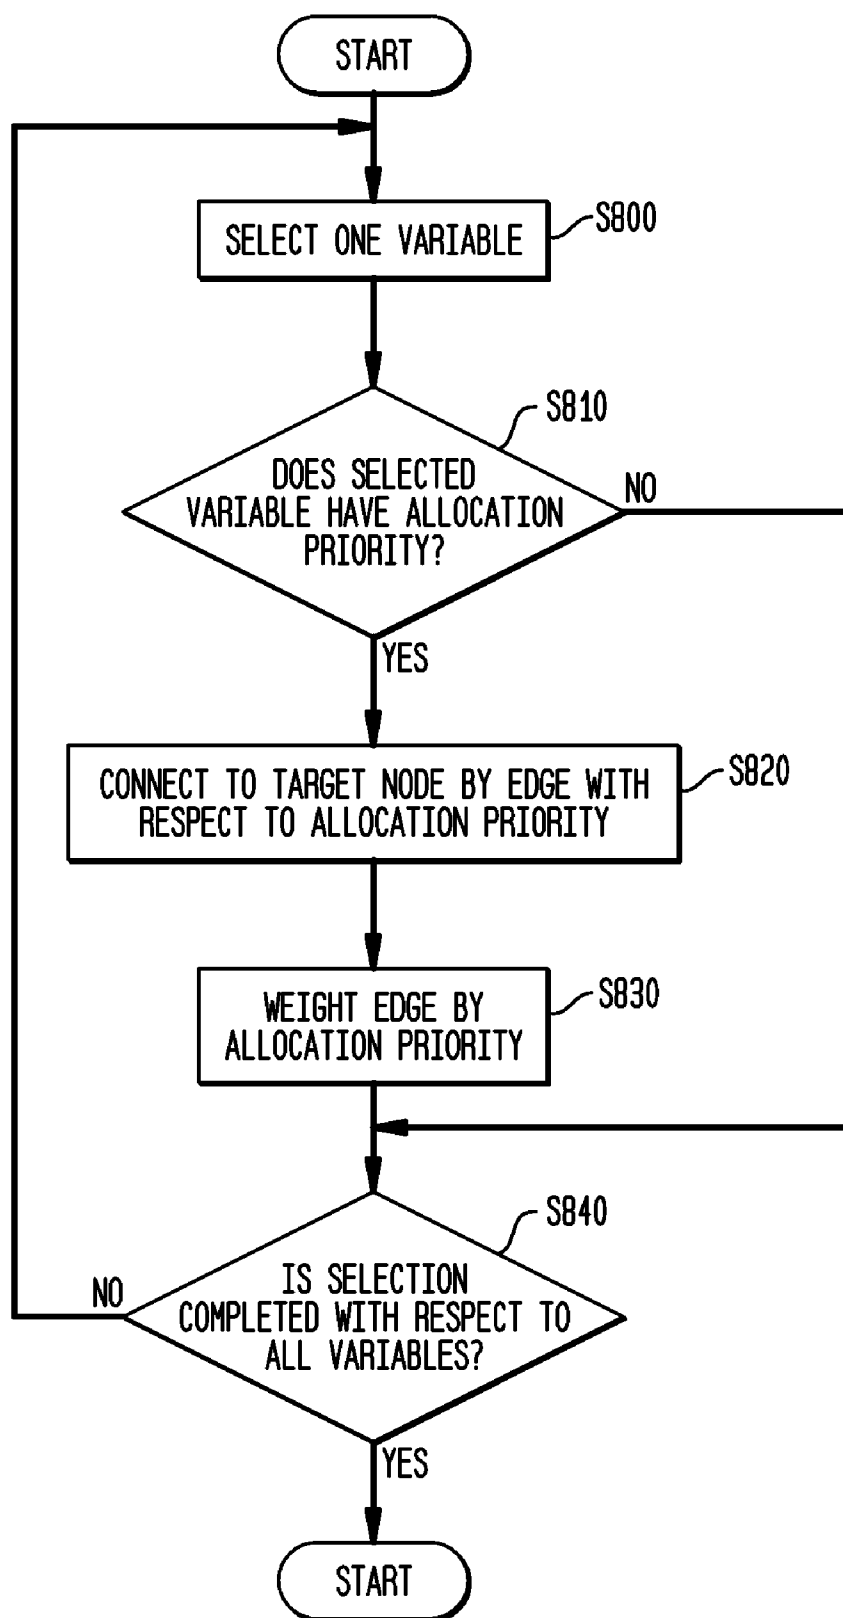 START
SELECT ONE VARIABLE
S800
S810
DOES SELECTED
VARIABLE HAVE ALLOCATION
PRIORITY?
NO
YES
CONNECT TO TARGET NODE BY EDGE WITH
RESPECT TO ALLOCATION PRIORITY
S820
WEIGHT EDGE BY
ALLOCATION PRIORITY
S830
S840
IS SELECTION
COMPLETED WITH RESPECT TO
ALL VARIABLES?
NO
YES
START